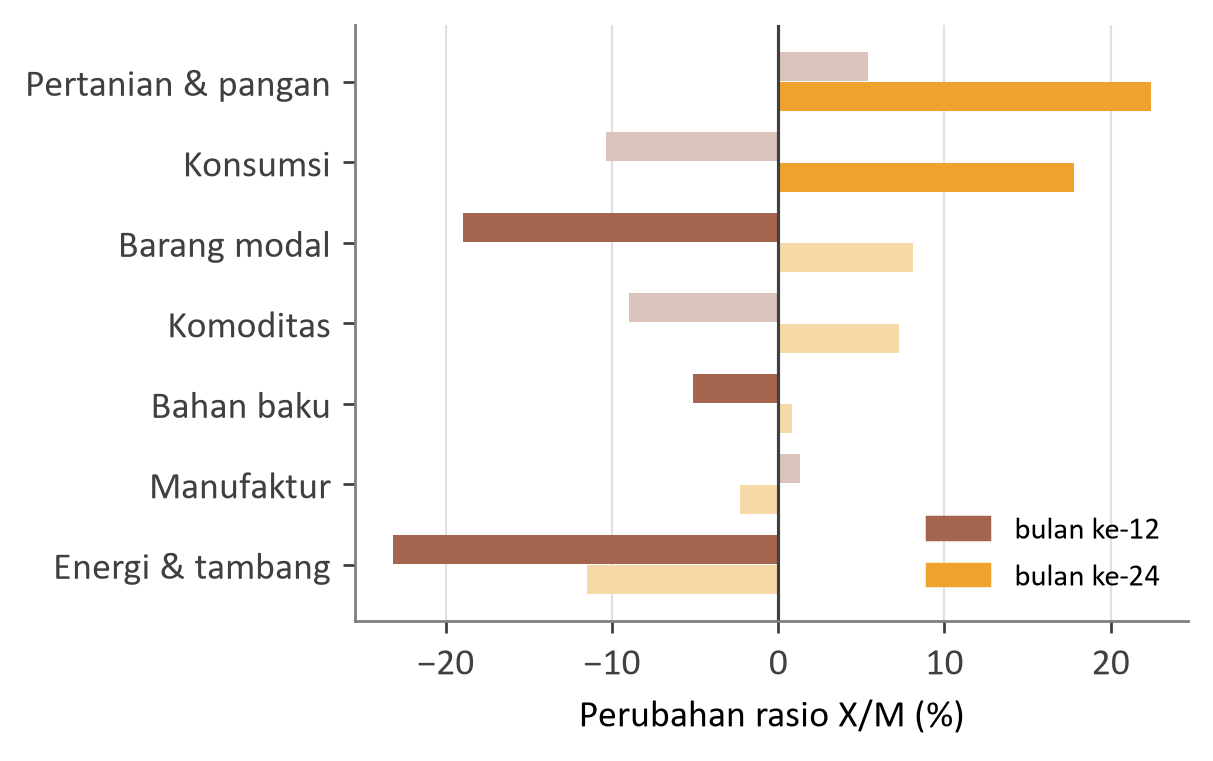 Pertanian & pangan
Konsumsi
Barang modal
Komoditas
Bahan baku
Manufaktur
Energi & tambang
bulan ke-12
bulan ke-24
−20 −10 0 10 20
Perubahan rasio X/M (%)